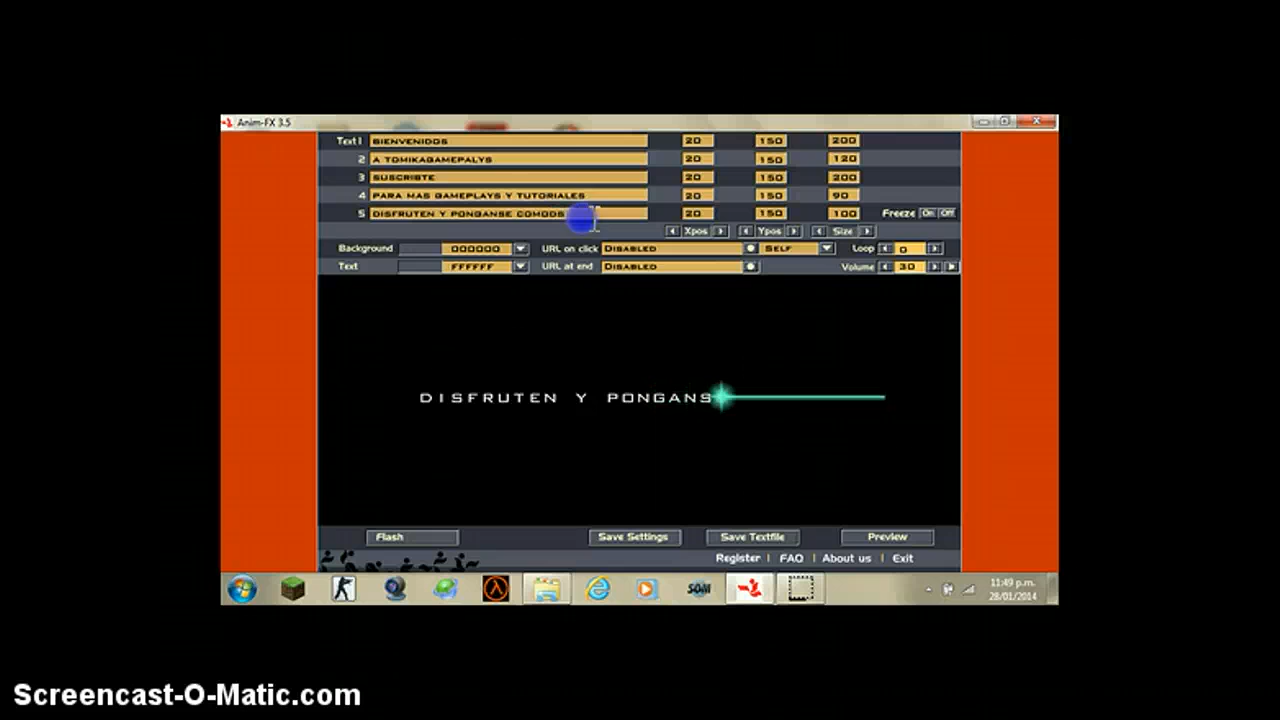 Anim-FX 3.5
Text 1 BIENVENIDOS 20 150 200
2 A TOMIKAGAMEPALYS 20 150 120
3 SUSCRIBTE 20 150 200
4 PARA MAS GAMEPLAYS Y TUTORIALES 20 150 90
5 DISFRUTEN Y PONGANSE COMODS 20 150 100 Freeze On Off
Xpos Ypos Size
Background 000000 URL on click DISABLED SELF Loop 0
Text FFFFFF URL at end DISABLED Volume 30
DISFRUTEN Y PONGANS
Flash Save Settings Save Textfile Preview
Register | FAQ | About us | Exit
SOM
11:49 p.m.
28/01/2014
Screencast-O-Matic.com